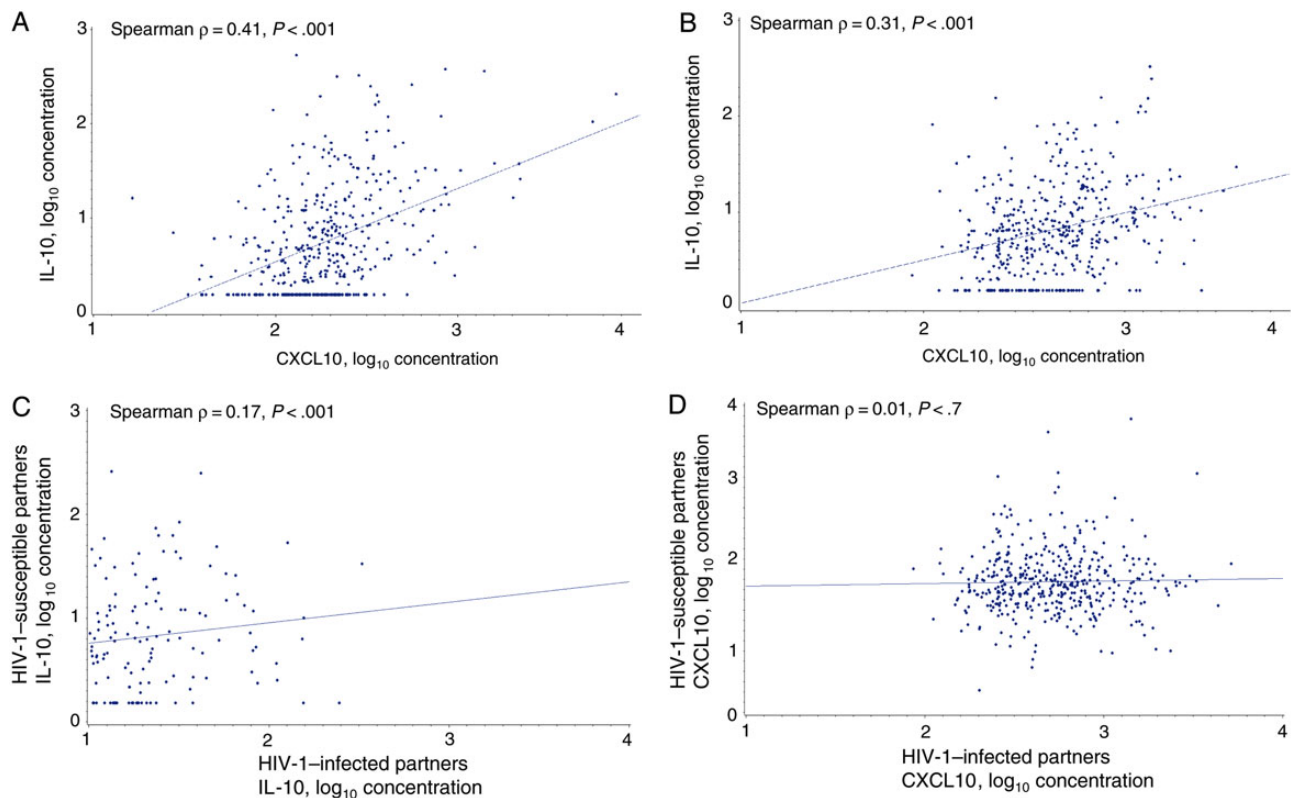 A
Spearman ρ = 0.41, P < .001
3
2
1
0
IL-10, log10 concentration
1 2 3 4
CXCL10, log10 concentration
B
Spearman ρ = 0.31, P < .001
3
2
1
0
IL-10, log10 concentration
1 2 3 4
CXCL10, log10 concentration
C
Spearman ρ = 0.17, P < .001
3
2
1
0
HIV-1–susceptible partners
IL-10, log10 concentration
1 2 3 4
HIV-1–infected partners
IL-10, log10 concentration
D
Spearman ρ = 0.01, P < .7
4
3
2
1
0
HIV-1–susceptible partners
CXCL10, log10 concentration
1 2 3 4
HIV-1–infected partners
CXCL10, log10 concentration